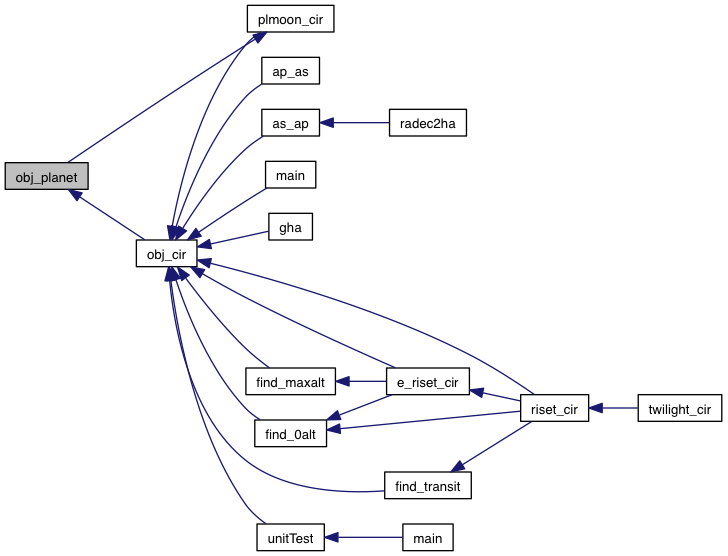 plmoon_cir
ap_as
as_ap
radec2ha
obj_planet
main
gha
obj_cir
find_maxalt
e_riset_cir
riset_cir
twilight_cir
find_0alt
find_transit
unitTest
main